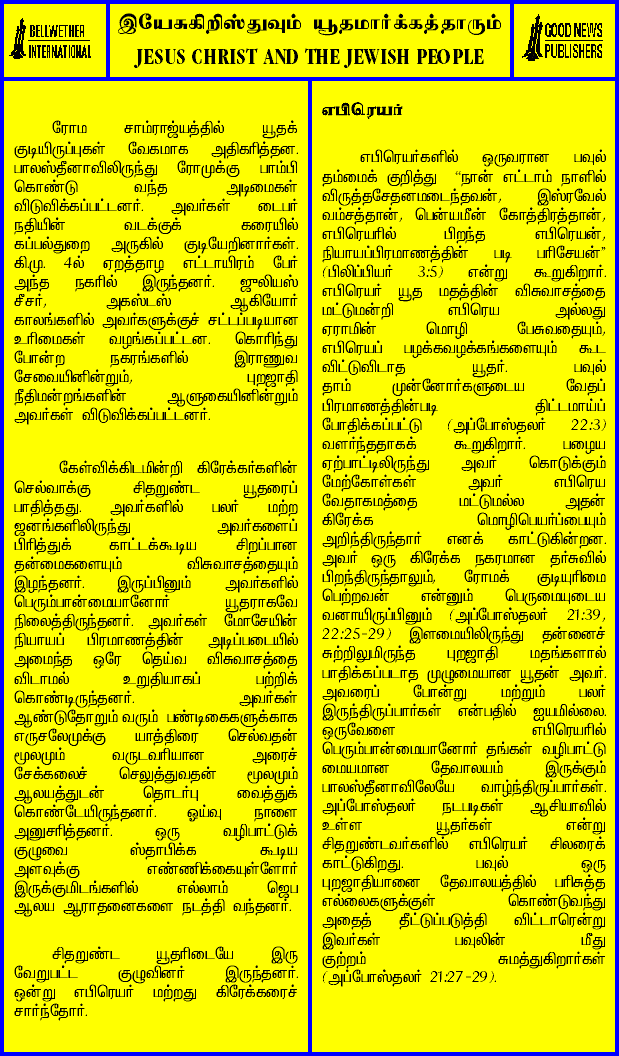 BELLWETHER
INTERNATIONAL
இயேசுகிறிஸ்துவும் யூதமார்க்கத்தாரும்
JESUS CHRIST AND THE JEWISH PEOPLE
GOOD NEWS
PUBLISHERS
ரோம சாம்ராஜ்யத்தில் யூதக்
குடியிருப்புகள் வேகமாக அதிகரித்தன.
பாலஸ்தீனாவிலிருந்து ரோமுக்கு பாம்பி
கொண்டு வந்த அடிமைகள்
விடுவிக்கப்பட்டனர். அவர்கள் டைபர்
நதியின் வடக்குக் கரையில்
கப்பல்துறை அருகில் குடியேறினார்கள்.
கி.மு. 4ல் ஏறத்தாழ எட்டாயிரம் பேர்
அந்த நகரில் இருந்தனர். ஜுலியஸ்
சீசர், அகஸ்டஸ் ஆகியோர்
காலங்களில் அவர்களுக்குச் சட்டப்படியான
உரிமைகள் வழங்கப்பட்டன. கொரிந்து
போன்ற நகரங்களில் இராணுவ
சேவையினின்றும், புறஜாதி
நீதிமன்றங்களின் ஆளுகையினின்றும்
அவர்கள் விடுவிக்கப்பட்டனர்.
கேள்விக்கிடமின்றி கிரேக்கர்களின்
செல்வாக்கு சிதறுண்ட யூதரைப்
பாதித்தது. அவர்களில் பலர் மற்ற
ஜனங்களிலிருந்து அவர்களைப்
பிரித்துக் காட்டக்கூடிய சிறப்பான
தன்மைகளையும் விசுவாசத்தையும்
இழந்தனர். இருப்பினும் அவர்களில்
பெரும்பான்மையானோர் யூதராகவே
நிலைத்திருந்தனர். அவர்கள் மோசேயின்
நியாயப் பிரமாணத்தின் அடிப்படையில்
அமைந்த ஒரே தெய்வ விசுவாசத்தை
விடாமல் உறுதியாகப் பற்றிக்
கொண்டிருந்தனர். அவர்கள்
ஆண்டுதோறும் வரும் பண்டிகைகளுக்காக
எருசலேமுக்கு யாத்திரை செல்வதன்
மூலமும் வருடவரியான அரைச்
சேக்கலைச் செலுத்துவதன் மூலமும்
ஆலயத்துடன் தொடர்பு வைத்துக்
கொண்டேயிருந்தனர். ஓய்வு நாளை
அனுசரித்தனர். ஒரு வழிபாட்டுக்
குழுவை ஸ்தாபிக்க கூடிய
அளவுக்கு எண்ணிக்கையுள்ளோர்
இருக்குமிடங்களில் எல்லாம் ஜெப
ஆலய ஆராதனைகளை நடத்தி வந்தனர்.
சிதறுண்ட யூதரிடையே இரு
வேறுபட்ட குழுவினர் இருந்தனர்.
ஒன்று எபிரெயர் மற்றது கிரேக்கரைச்
சார்ந்தோர்.
எபிரெயர்
எபிரெயர்களில் ஒருவரான பவுல்
தம்மைக் குறித்து “நான் எட்டாம் நாளில்
விருத்தசேதனமடைந்தவன், இஸ்ரவேல்
வம்சத்தான், பென்யமீன் கோத்திரத்தான்,
எபிரெயரில் பிறந்த எபிரெயன்,
நியாயப்பிரமாணத்தின் படி பரிசேயன்”
(பிலிப்பியர் 3:5) என்று கூறுகிறார்.
எபிரெயர் யூத மதத்தின் விசுவாசத்தை
மட்டுமன்றி எபிரெய அல்லது
ஏராமின் மொழி பேசுவதையும்,
எபிரெயப் பழக்கவழக்கங்களையும் கூட
விட்டுவிடாத யூதர். பவுல்
தாம் முன்னோர்களுடைய வேதப்
பிரமாணத்தின்படி திட்டமாய்ப்
போதிக்கப்பட்டு (அப்போஸ்தலர் 22:3)
வளர்ந்ததாகக் கூறுகிறார். பழைய
ஏற்பாட்டிலிருந்து அவர் கொடுக்கும்
மேற்கோள்கள் அவர் எபிரெய
வேதாகமத்தை மட்டுமல்ல அதன்
கிரேக்க மொழிபெயர்ப்பையும்
அறிந்திருந்தார் எனக் காட்டுகின்றன.
அவர் ஒரு கிரேக்க நகரமான தர்சுவில்
பிறந்திருந்தாலும், ரோமக் குடியுரிமை
பெற்றவன் என்னும் பெருமையுடைய
வனாயிருப்பினும் (அப்போஸ்தலர் 21:39,
22:25-29) இளமையிலிருந்து தன்னைச்
சுற்றிலுமிருந்த புறஜாதி மதங்களால்
பாதிக்கப்படாத முழுமையான யூதன் அவர்.
அவரைப் போன்று மற்றும் பலர்
இருந்திருப்பார்கள் என்பதில் ஐயமில்லை.
ஒருவேளை எபிரெயரில்
பெரும்பான்மையானோர் தங்கள் வழிபாட்டு
மையமான தேவாலயம் இருக்கும்
பாலஸ்தீனாவிலேயே வாழ்ந்திருப்பார்கள்.
அப்போஸ்தலர் நடபடிகள் ஆசியாவில்
உள்ள யூதர்கள் என்று
சிதறுண்டவர்களில் எபிரெயர் சிலரைக்
காட்டுகிறது. பவுல் ஒரு
புறஜாதியானை தேவாலயத்தில் பரிசுத்த
எல்லைகளுக்குள் கொண்டுவந்து
அதைத் தீட்டுப்படுத்தி விட்டாரென்று
இவர்கள் பவுலின் மீது
குற்றம் சுமத்துகிறார்கள்
(அப்போஸ்தலர் 21:27-29).